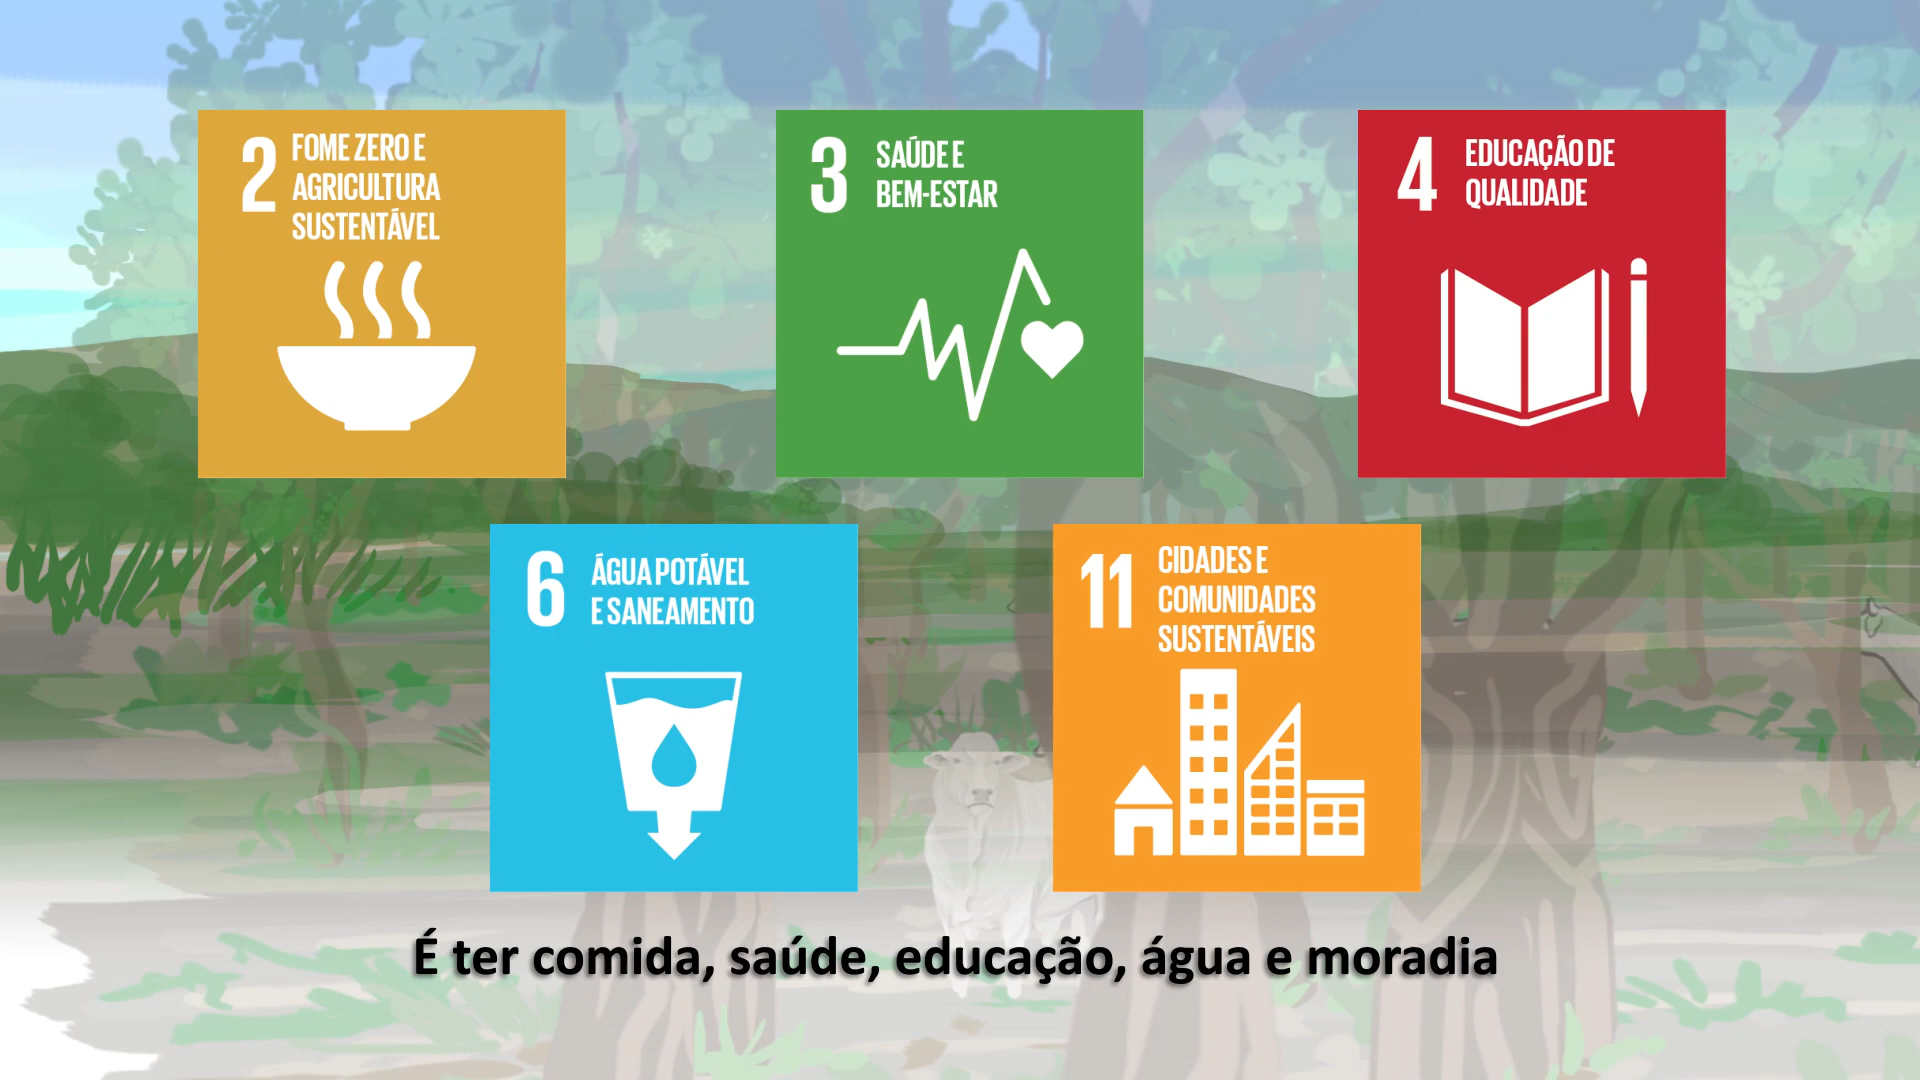 2
FOME ZERO E
AGRICULTURA
SUSTENTÁVEL
3
SAÚDE E
BEM-ESTAR
4
EDUCAÇÃO DE
QUALIDADE
6
ÁGUA POTÁVEL
E SANEAMENTO
11
CIDADES E
COMUNIDADES
SUSTENTÁVEIS
É ter comida, saúde, educação, água e moradia